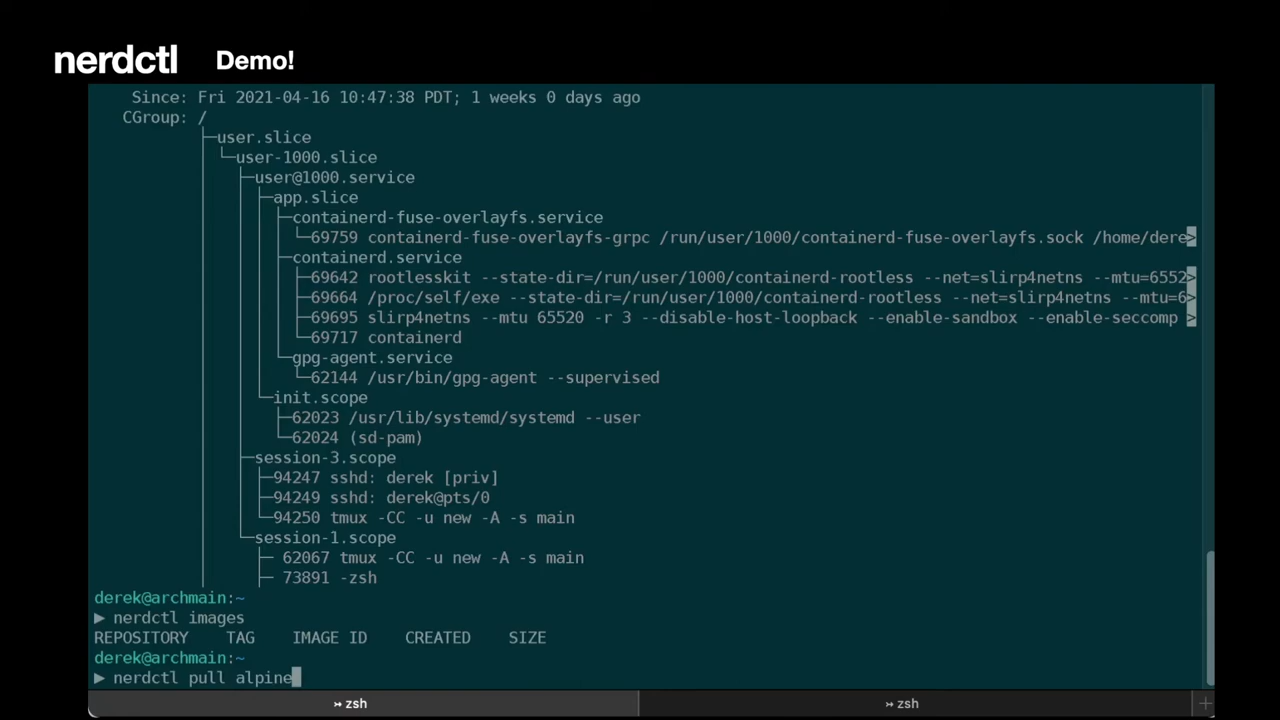 nerdctl Demo!
Since: Fri 2021-04-16 10:47:38 PDT; 1 weeks 0 days ago
CGroup: /
├─user.slice
└─user-1000.slice
├─user@1000.service
├─app.slice
├─containerd-fuse-overlayfs.service
└─69759 containerd-fuse-overlayfs-grpc /run/user/1000/containerd-fuse-overlayfs.sock /home/dere>
├─containerd.service
├─69642 rootlesskit --state-dir=/run/user/1000/containerd-rootless --net=slirp4netns --mtu=6552>
├─69664 /proc/self/exe --state-dir=/run/user/1000/containerd-rootless --net=slirp4netns --mtu=6>
├─69695 slirp4netns --mtu 65520 -r 3 --disable-host-loopback --enable-sandbox --enable-seccomp >
└─69717 containerd
└─gpg-agent.service
└─62144 /usr/bin/gpg-agent --supervised
└─init.scope
├─62023 /usr/lib/systemd/systemd --user
└─62024 (sd-pam)
├─session-3.scope
├─94247 sshd: derek [priv]
├─94249 sshd: derek@pts/0
└─94250 tmux -CC -u new -A -s main
└─session-1.scope
├─ 62067 tmux -CC -u new -A -s main
├─ 73891 -zsh
derek@archmain:~
▶ nerdctl images
REPOSITORY TAG IMAGE ID CREATED SIZE
derek@archmain:~
▶ nerdctl pull alpine
↣ zsh ↣ zsh +